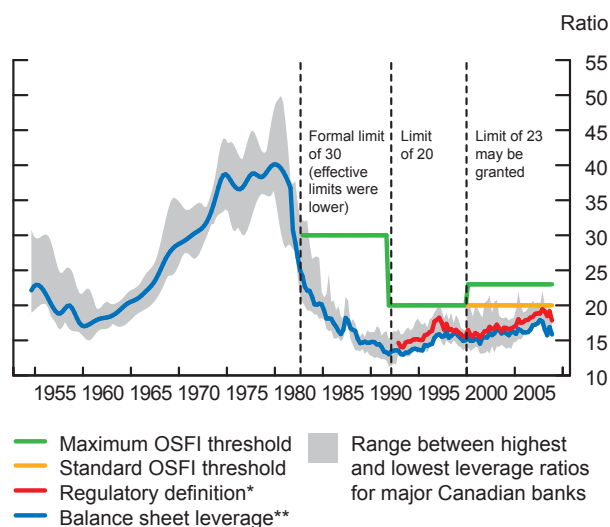 Ratio
55
50
45
40
35
30
25
20
15
10
Formal limit
of 30
(effective
limits were
lower)
Limit
of 20
Limit of 23
may be
granted
1955 1960 1965 1970 1975 1980 1985 1990 1995 2000 2005
Maximum OSFI threshold
Standard OSFI threshold
Regulatory definition*
Balance sheet leverage**
Range between highest
and lowest leverage ratios
for major Canadian banks